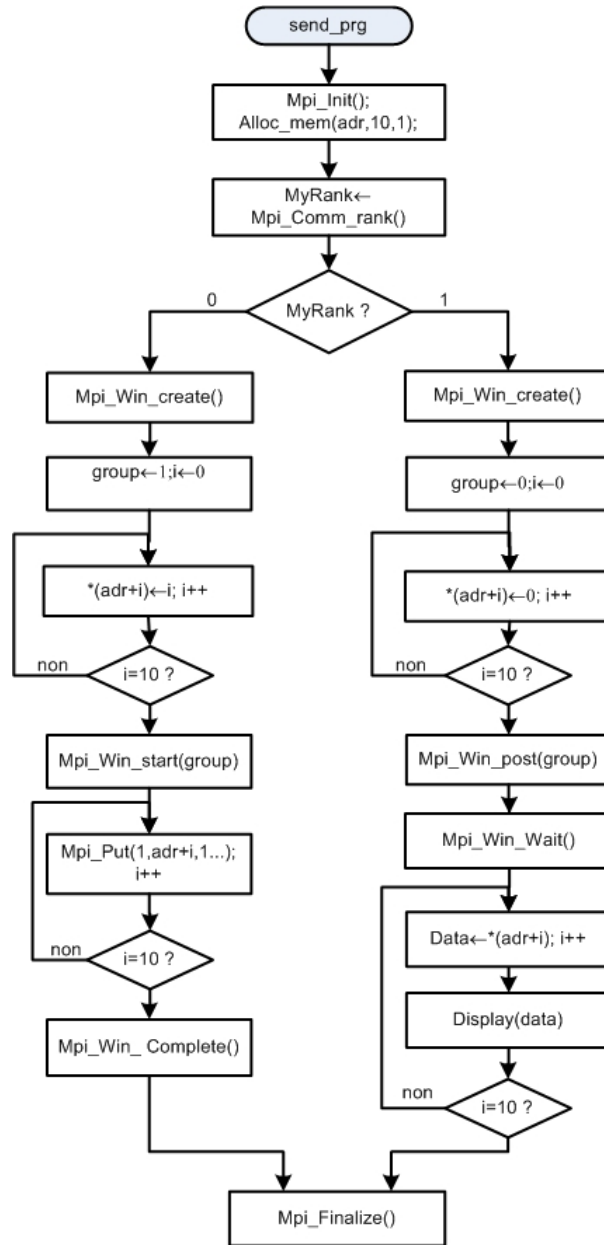 send_prg
Mpi_Init();
Alloc_mem(adr,10,1);
MyRank←
Mpi_Comm_rank()
MyRank ?
0
1
Mpi_Win_create()
group←1;i←0
*(adr+i)←i; i++
i=10 ?
non
Mpi_Win_start(group)
Mpi_Put(1,adr+i,1...);
i++
i=10 ?
non
Mpi_Win_ Complete()
Mpi_Win_create()
group←0;i←0
*(adr+i)←0; i++
i=10 ?
non
Mpi_Win_post(group)
Mpi_Win_Wait()
Data←*(adr+i); i++
Display(data)
i=10 ?
non
Mpi_Finalize()